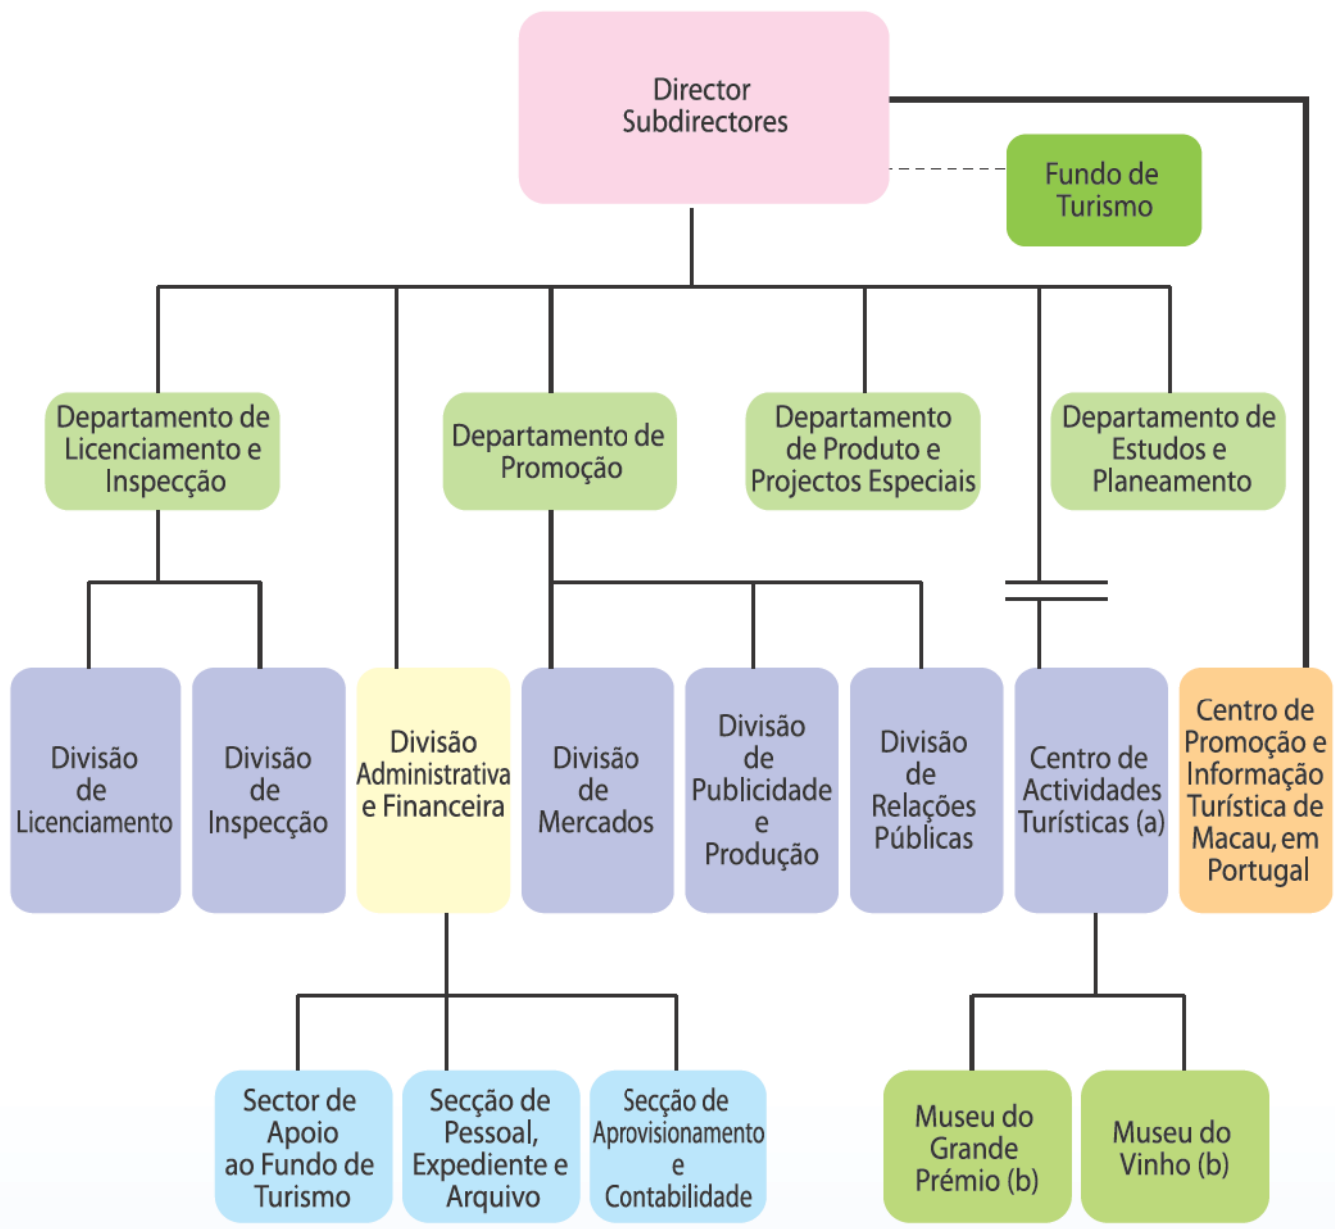 Director
Subdirectores
Fundo de
Turismo
Departamento de
Licenciamento e
Inspecção
Departamento de
Promoção
Departamento
de Produto e
Projectos Especiais
Departamento de
Estudos e
Planeamento
Divisão
de
Licenciamento
Divisão
de
Inspecção
Divisão
Administrativa
e Financeira
Divisão
de
Mercados
Divisão
de
Publicidade
e
Produção
Divisão
de
Relações
Públicas
Centro de
Actividades
Turísticas (a)
Centro de
Promoção e
Informação
Turística de
Macau, em
Portugal
Sector de
Apoio
ao Fundo de
Turismo
Secção de
Pessoal,
Expediente e
Arquivo
Secção de
Aprovisionamento
e
Contabilidade
Museu do
Grande
Prémio (b)
Museu do
Vinho (b)